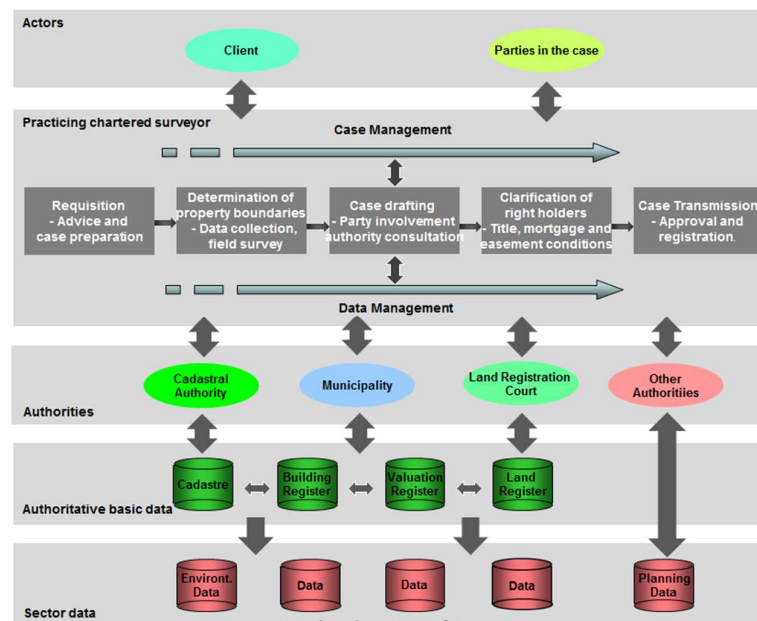 Actors
Client
Parties in the case
Practicing chartered surveyor
Case Management
Requisition
- Advice and
case preparation
Determination of
property boundaries
- Data collection,
field survey
Case drafting
- Party involvement
authority consultation
Clarification of
right holders
- Title, mortgage and
easement conditions
Case Transmission
- Approval and
registration.
Data Management
Cadastral
Authority
Municipality
Land Registration
Court
Other
Authoritiies
Authorities
Cadastre
Building
Register
Valuation
Register
Land
Register
Authoritative basic data
Environt.
Data
Data
Data
Data
Planning
Data
Sector data